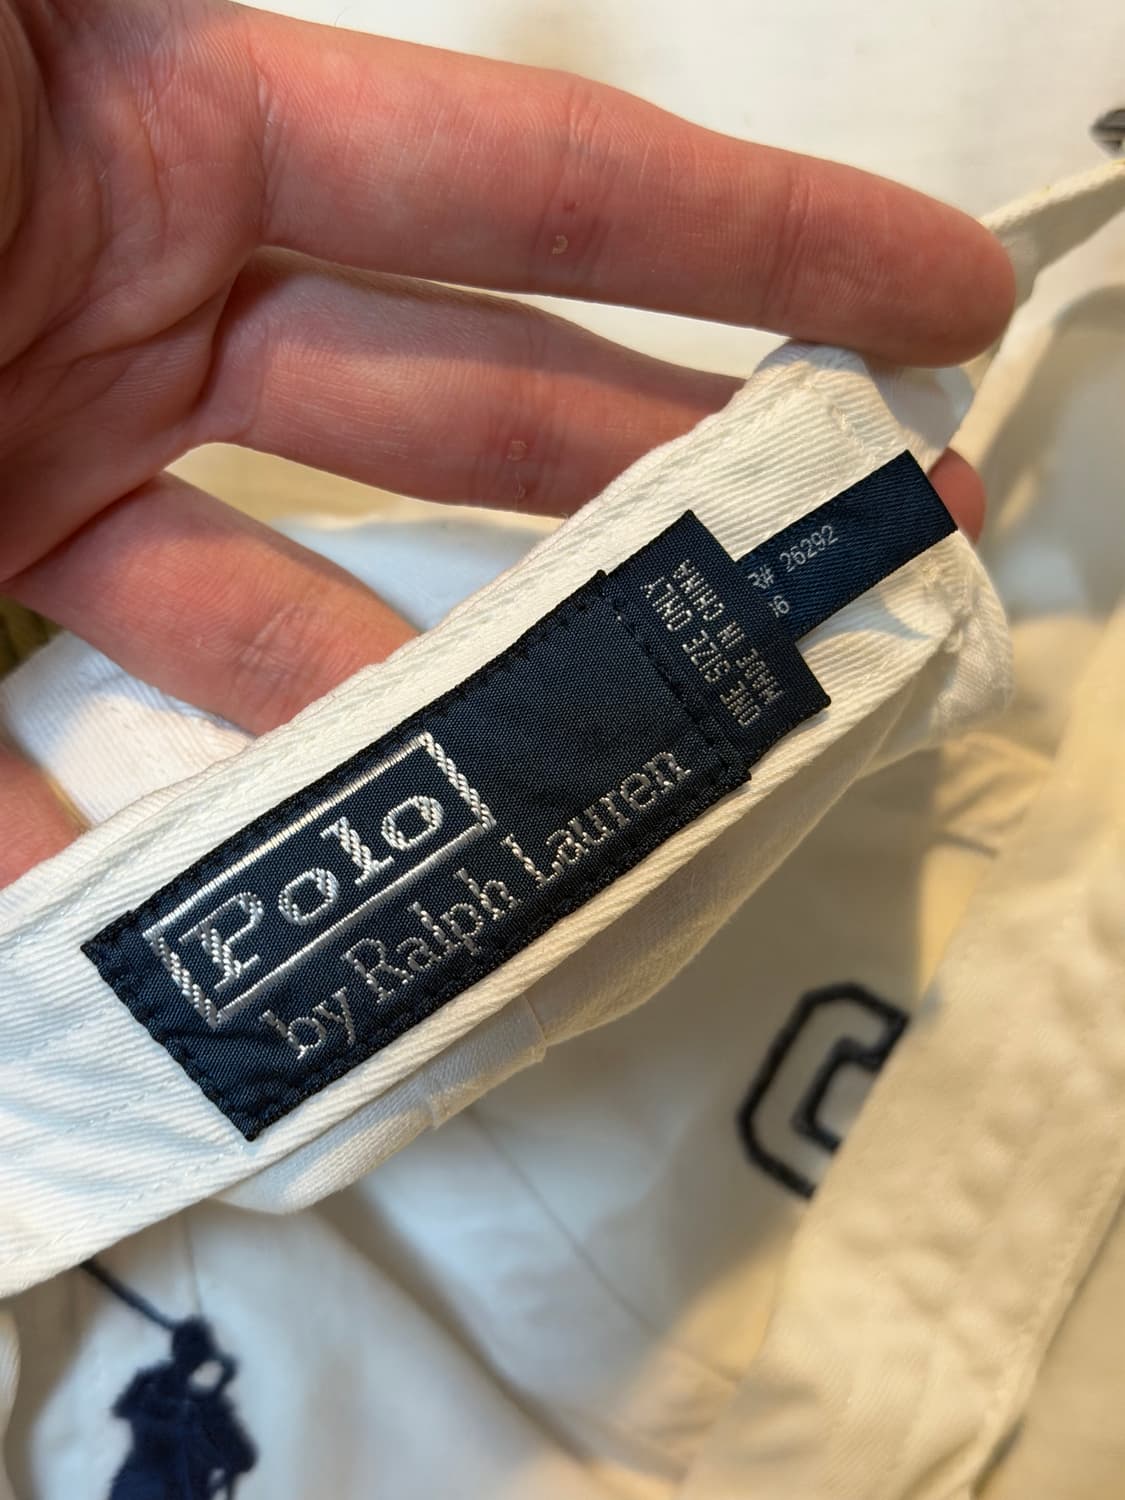 Polo
by Ralph Lauren
ONE SIZE ONLY
MADE IN CHINA
# 26292